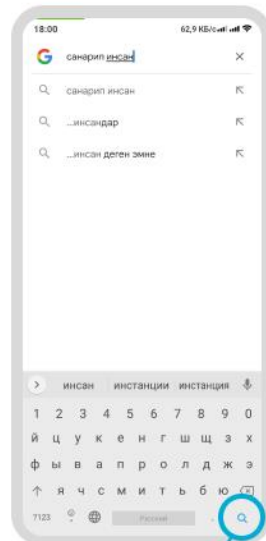 18:00 62,9 КБ/с
санарип инсан
санарип инсан
...инсандар
...инсан деген эмне
инсан инстанции инстанция
1 2 3 4 5 6 7 8 9 0
й ц у к е н г ш щ з х
ф ы в а п р о л д ж э
я ч с м и т ь б ю
?123 Русский .